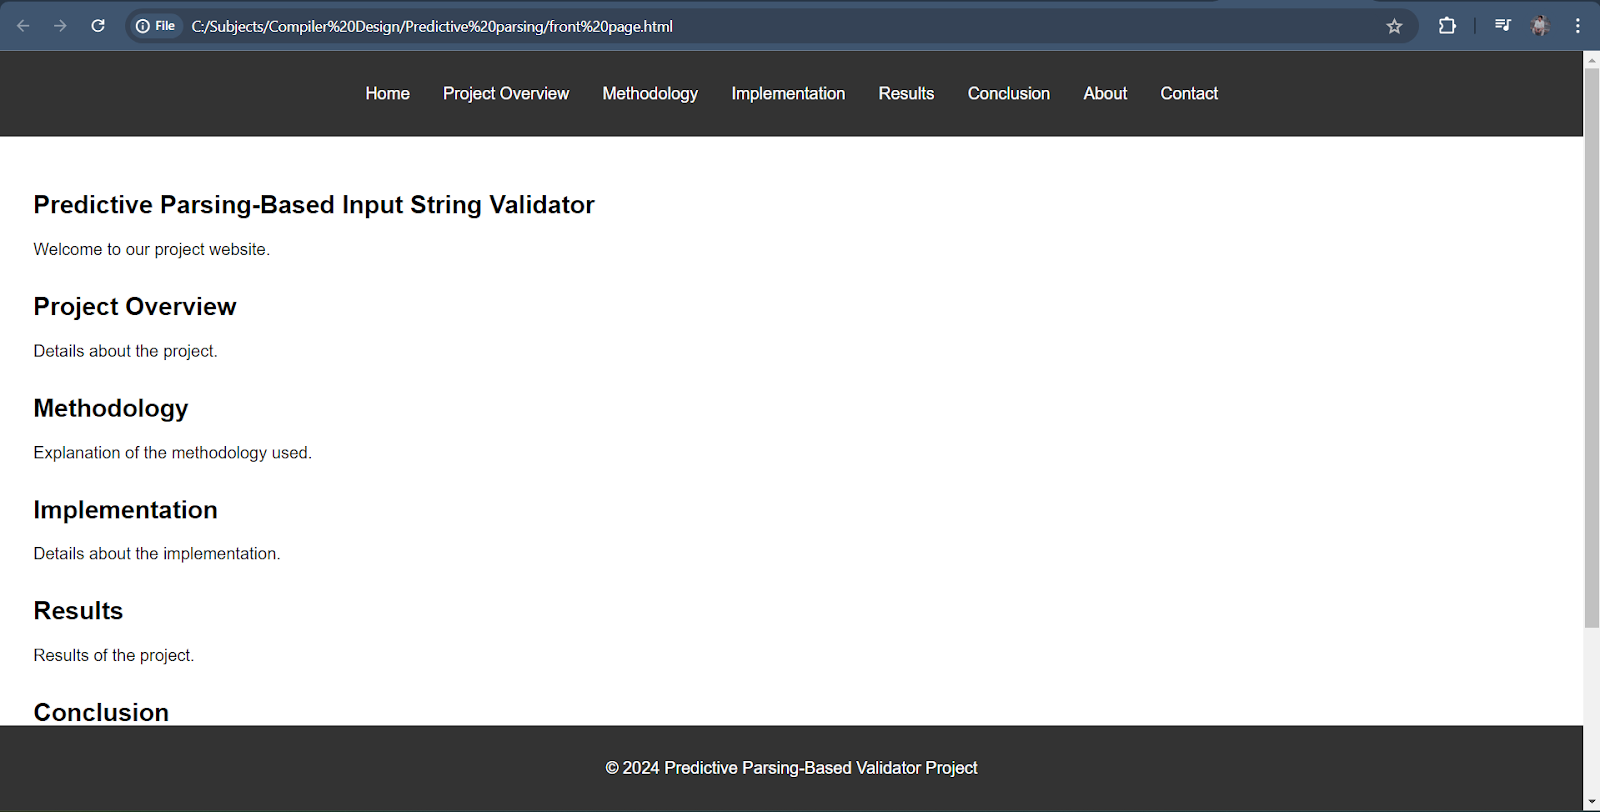 File C:/Subjects/Compiler%20Design/Predictive%20parsing/front%20page.html
Home Project Overview Methodology Implementation Results Conclusion About Contact
Predictive Parsing-Based Input String Validator
Welcome to our project website.
Project Overview
Details about the project.
Methodology
Explanation of the methodology used.
Implementation
Details about the implementation.
Results
Results of the project.
Conclusion
© 2024 Predictive Parsing-Based Validator Project